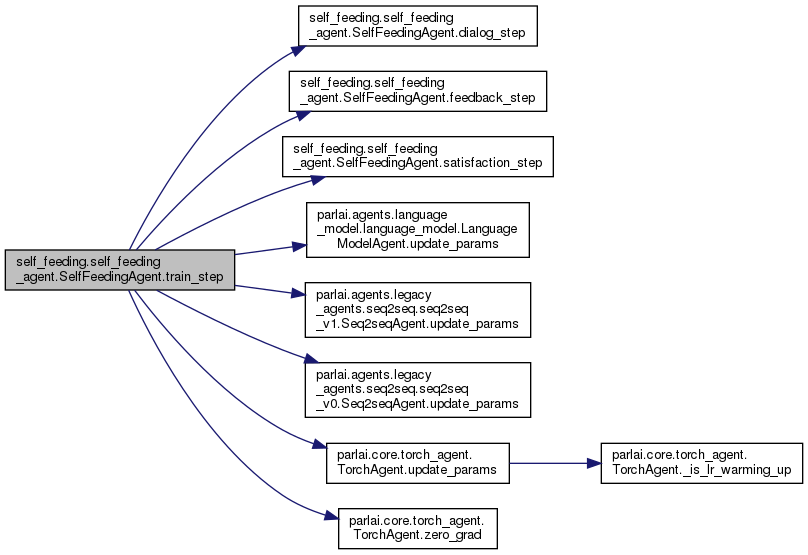 self_feeding.self_feeding
_agent.SelfFeedingAgent.dialog_step
self_feeding.self_feeding
_agent.SelfFeedingAgent.feedback_step
self_feeding.self_feeding
_agent.SelfFeedingAgent.satisfaction_step
parlai.agents.language
_model.language_model.Language
ModelAgent.update_params
self_feeding.self_feeding
_agent.SelfFeedingAgent.train_step
parlai.agents.legacy
_agents.seq2seq.seq2seq
_v1.Seq2seqAgent.update_params
parlai.agents.legacy
_agents.seq2seq.seq2seq
_v0.Seq2seqAgent.update_params
parlai.core.torch_agent.
TorchAgent.update_params
parlai.core.torch_agent.
TorchAgent._is_lr_warming_up
parlai.core.torch_agent.
TorchAgent.zero_grad